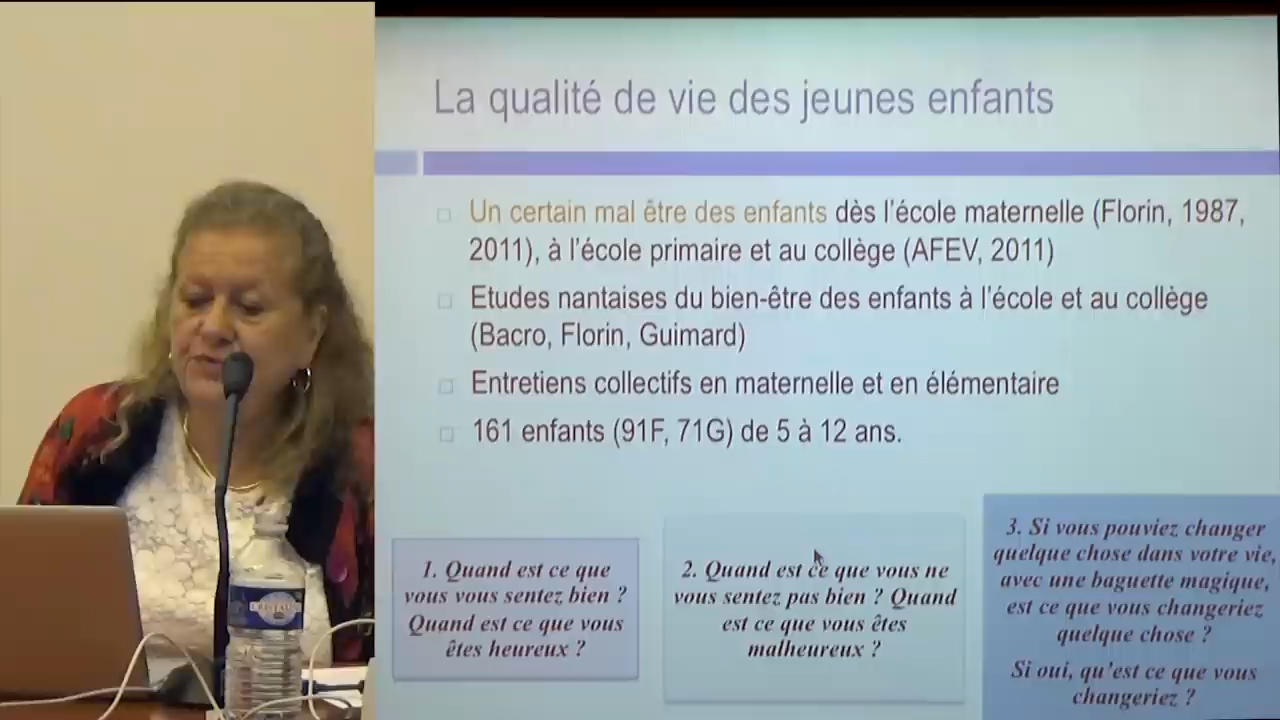 La qualité de vie des jeunes enfants
Un certain mal être des enfants dès l'école maternelle (Florin, 1987,
2011), à l'école primaire et au collège (AFEV, 2011)
Etudes nantaises du bien-être des enfants à l'école et au collège
(Bacro, Florin, Guimard)
Entretiens collectifs en maternelle et en élémentaire
161 enfants (91F, 71G) de 5 à 12 ans.
1. Quand est ce que
vous vous sentez bien ?
Quand est ce que vous
êtes heureux ?
2. Quand est ce que vous ne
vous sentez pas bien ? Quand
est ce que vous êtes
malheureux ?
3. Si vous pouviez changer
quelque chose dans votre vie,
avec une baguette magique,
est ce que vous changeriez
quelque chose ?
Si oui, qu'est ce que vous
changeriez ?